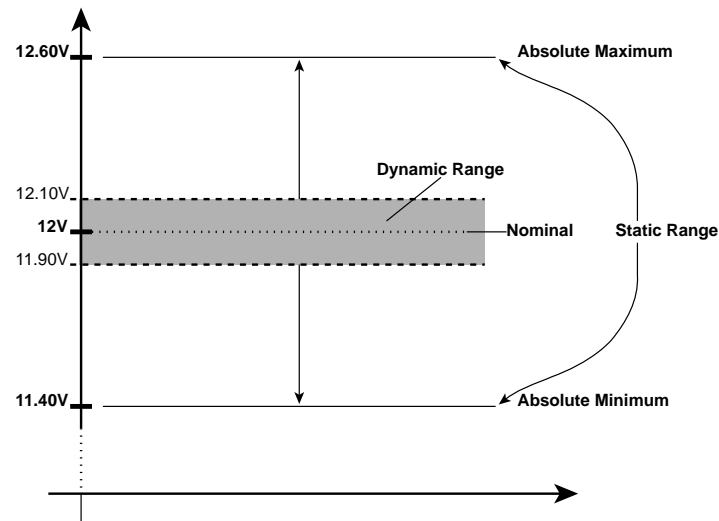 12.60V
Absolute Maximum
Dynamic Range
12.10V
12V
Nominal
Static Range
11.90V
11.40V
Absolute Minimum